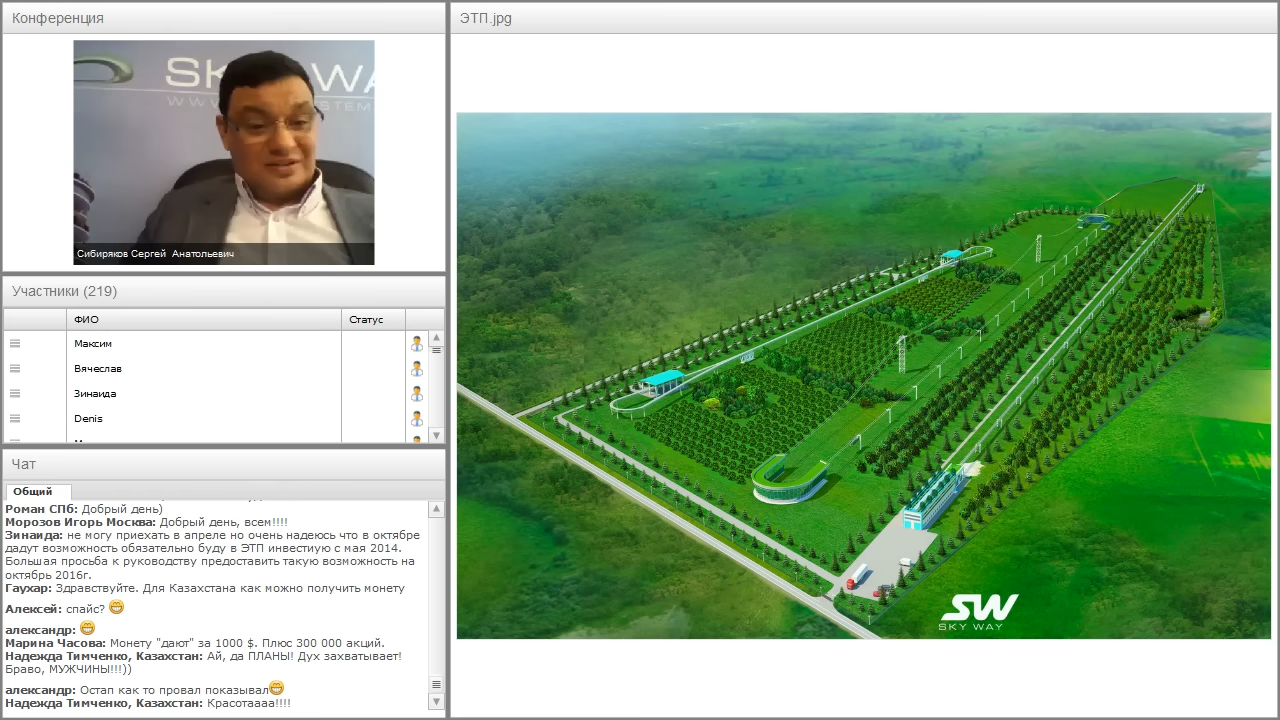 Конференция
SK WA
Сибиряков Сергей Анатольевич
Участники (219)
ФИО
Статус
Максим
Вячеслав
Зинаида
Denis
Чат
Общий
Роман СПб: Добрый день)
Морозов Игорь Москва: Добрый день, всем!!!!
Зинаида: не могу приехать в апреле но очень надеюсь что в октябре
дадут возможность обязательно буду в ЭТП инвестиую с мая 2014.
Большая просьба к руководству предоставить такую возможность на
октябрь 2016г.
Гаухар: Здравствуйте. Для Казахстана как можно получить монету
Алексей: спайс?
александр:
Марина Часова: Монету "дают" за 1000 $. Плюс 300 000 акций.
Надежда Тимченко, Казахстан: Ай, да ПЛАНЫ! Дух захватывает!
Браво, МУЖЧИНЫ!!!))
александр: Остап как то провал показывал
Надежда Тимченко, Казахстан: Красотаааа!!!!
ЭТП.jpg
SW
SKY WAY